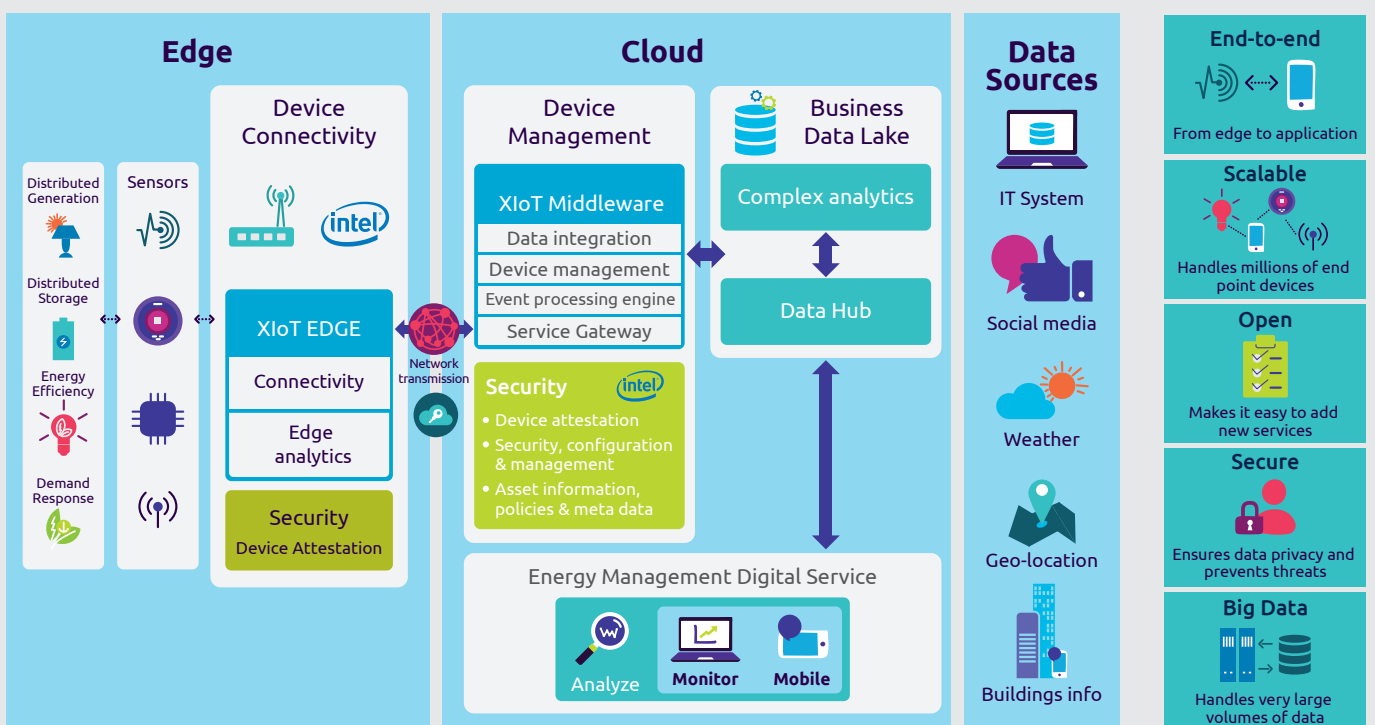 Edge
Distributed
Generation
Distributed
Storage
Energy
Efficiency
Demand
Response
Sensors
Device
Connectivity
intel
XIoT EDGE
Connectivity
Edge
analytics
Security
Device Attestation
Network
transmission
Cloud
Device
Management
XIoT Middleware
Data integration
Device management
Event processing engine
Service Gateway
Security
intel
• Device attestation
• Security, configuration
& management
• Asset information,
policies & meta data
Business
Data Lake
Complex analytics
Data Hub
Energy Management Digital Service
Analyze
Monitor
Mobile
Data
Sources
IT System
Social media
Weather
Geo-location
Buildings info
End-to-end
From edge to application
Scalable
Handles millions of end
point devices
Open
Makes it easy to add
new services
Secure
Ensures data privacy and
prevents threats
Big Data
Handles very large
volumes of data